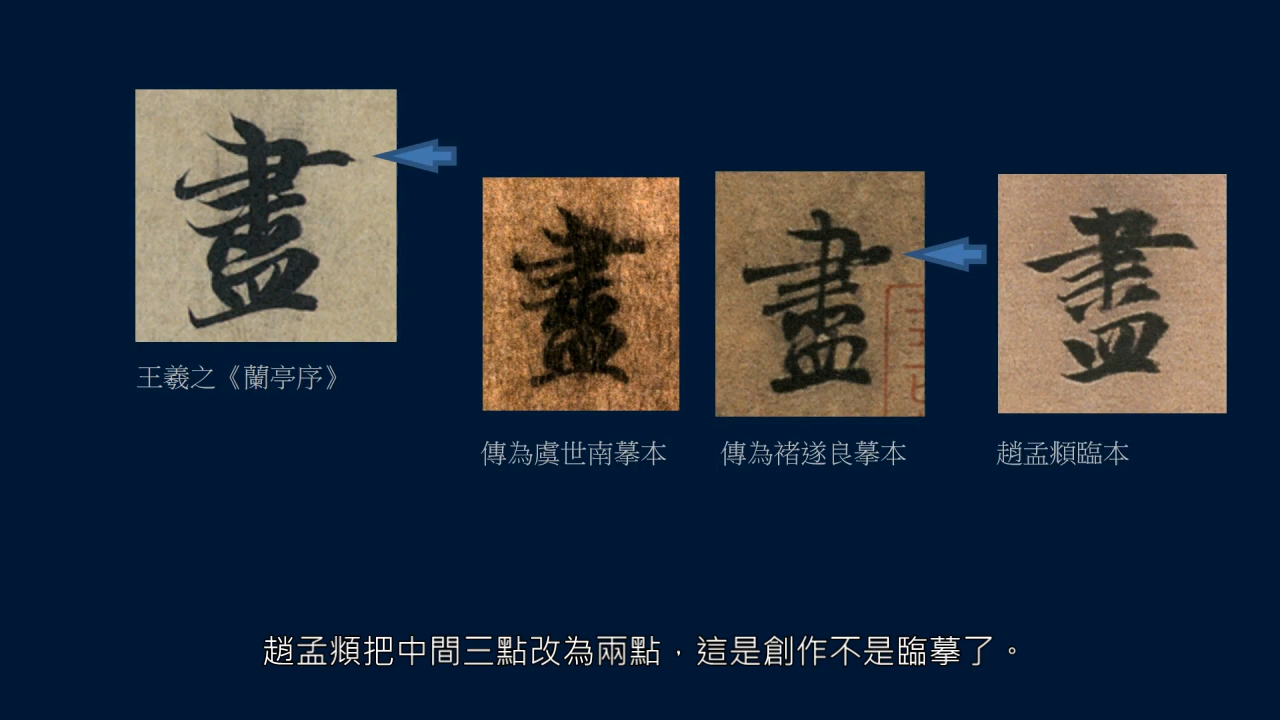 盡
盡
盡
盡
王羲之《蘭亭序》
傳為虞世南摹本
傳為褚遂良摹本
趙孟頫臨本
趙孟頫把中間三點改為兩點，這是創作不是臨摹了。